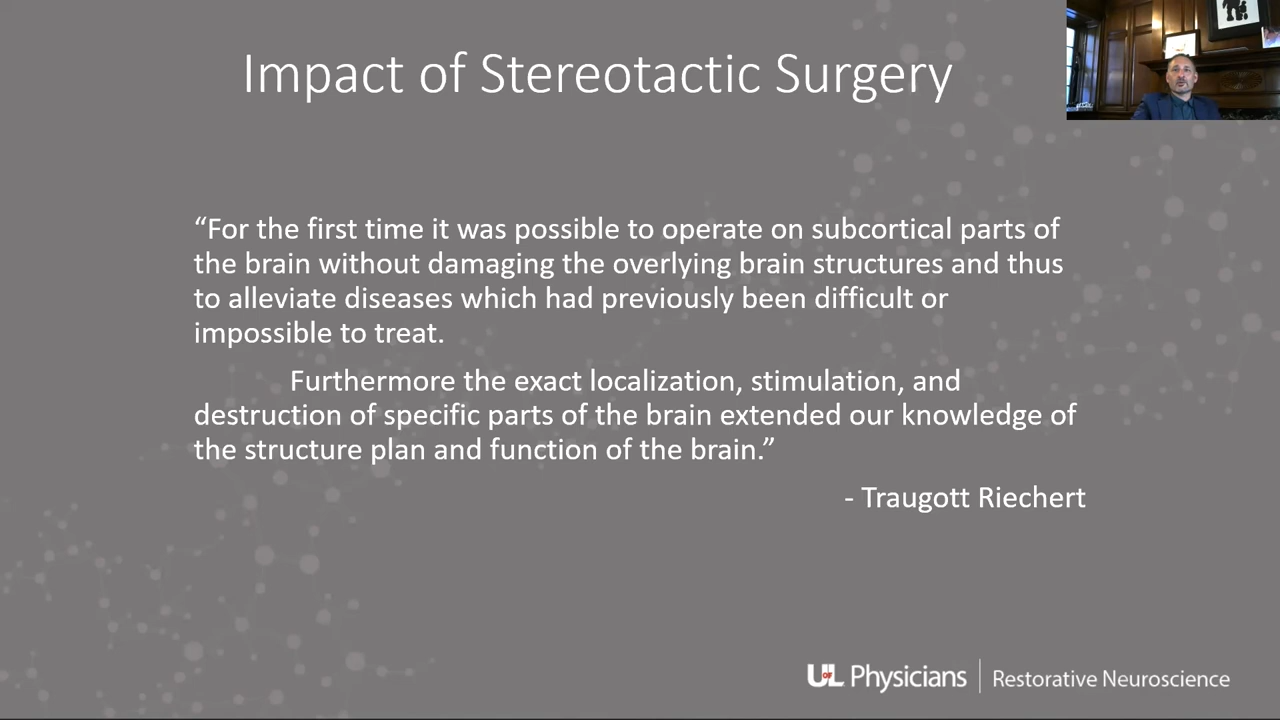 Impact of Stereotactic Surgery
“For the first time it was possible to operate on subcortical parts of
the brain without damaging the overlying brain structures and thus
to alleviate diseases which had previously been difficult or
impossible to treat.
Furthermore the exact localization, stimulation, and
destruction of specific parts of the brain extended our knowledge of
the structure plan and function of the brain.”
- Traugott Riechert
UofL Physicians | Restorative Neuroscience